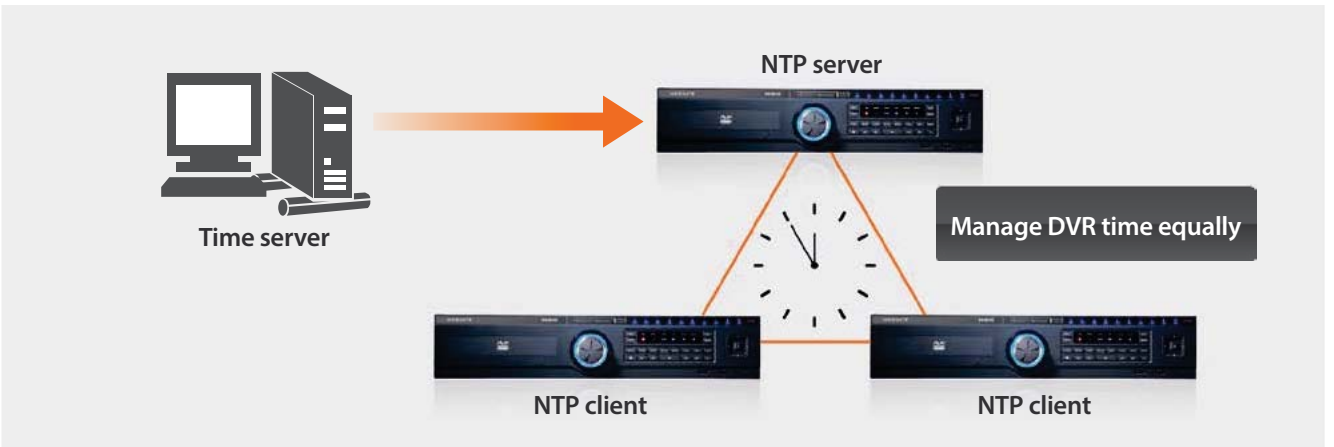 NTP server
Time server
Manage DVR time equally
NTP client
NTP client